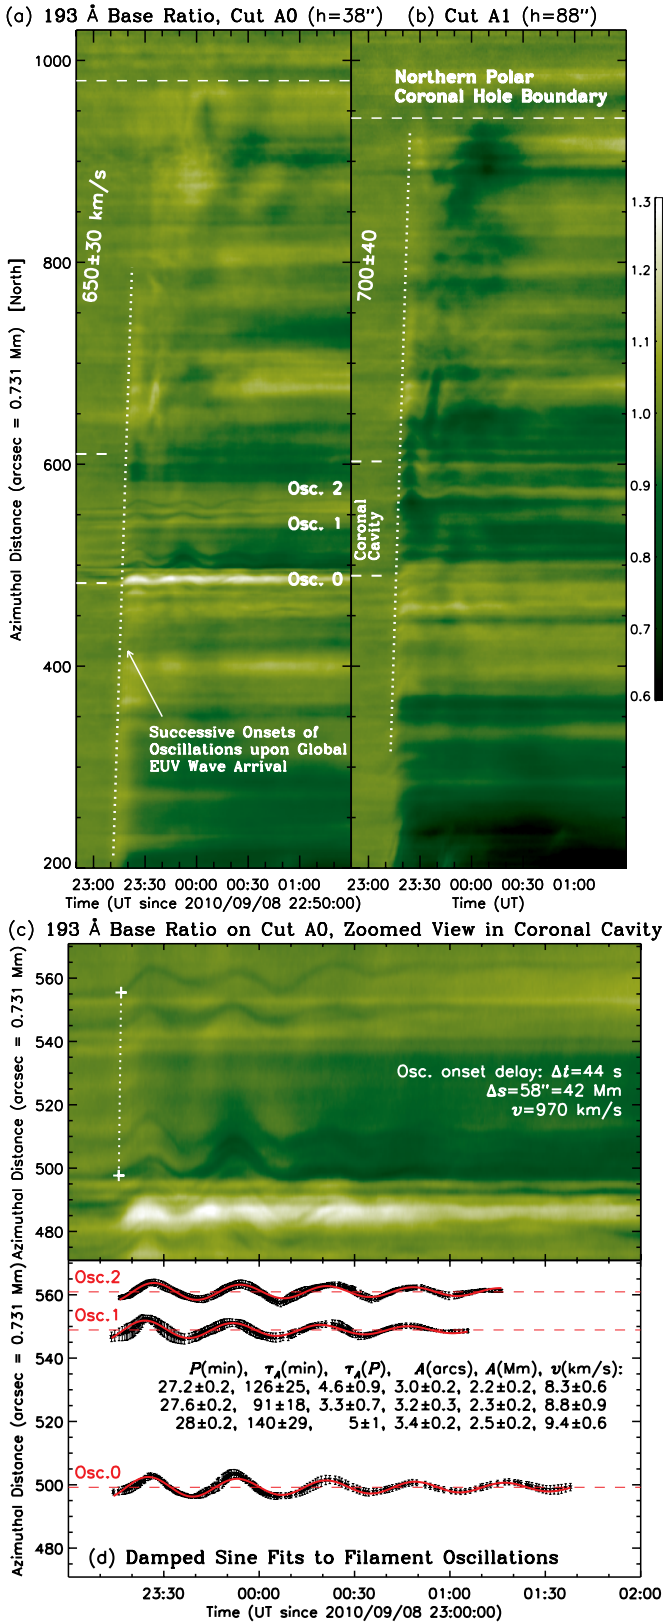 (a) 193 Å Base Ratio, Cut A0 (h=38")
(b) Cut A1 (h=88")
Azimuthal Distance (arcsec = 0.731 Mm) [North]
1000
800
600
400
200
650±30 km/s
Osc. 2
Osc. 1
Osc. 0
Successive Onsets of
Oscillations upon Global
EUV Wave Arrival
Northern Polar
Coronal Hole Boundary
700±40
Coronal
Cavity
1.3
1.2
1.1
1.0
0.9
0.8
0.7
0.6
23:00 23:30 00:00 00:30 01:00
23:00 23:30 00:00 00:30 01:00
Time (UT since 2010/09/08 22:50:00)
Time (UT)
(c) 193 Å Base Ratio on Cut A0, Zoomed View in Coronal Cavity
Azimuthal Distance (arcsec = 0.731 Mm)
560
540
520
500
480
Osc. onset delay: Δt=44 s
Δs=58"=42 Mm
v=970 km/s
Azimuthal Distance (arcsec = 0.731 Mm)
560
540
520
500
480
Osc.2
Osc.1
P(min), τA(min), τA(P), A(arcs), A(Mm), v(km/s):
27.2±0.2, 126±25, 4.6±0.9, 3.0±0.2, 2.2±0.2, 8.3±0.6
27.6±0.2, 91±18, 3.3±0.7, 3.2±0.3, 2.3±0.2, 8.8±0.9
28±0.2, 140±29, 5±1, 3.4±0.2, 2.5±0.2, 9.4±0.6
Osc.0
(d) Damped Sine Fits to Filament Oscillations
23:30 00:00 00:30 01:00 01:30 02:00
Time (UT since 2010/09/08 23:00:00)